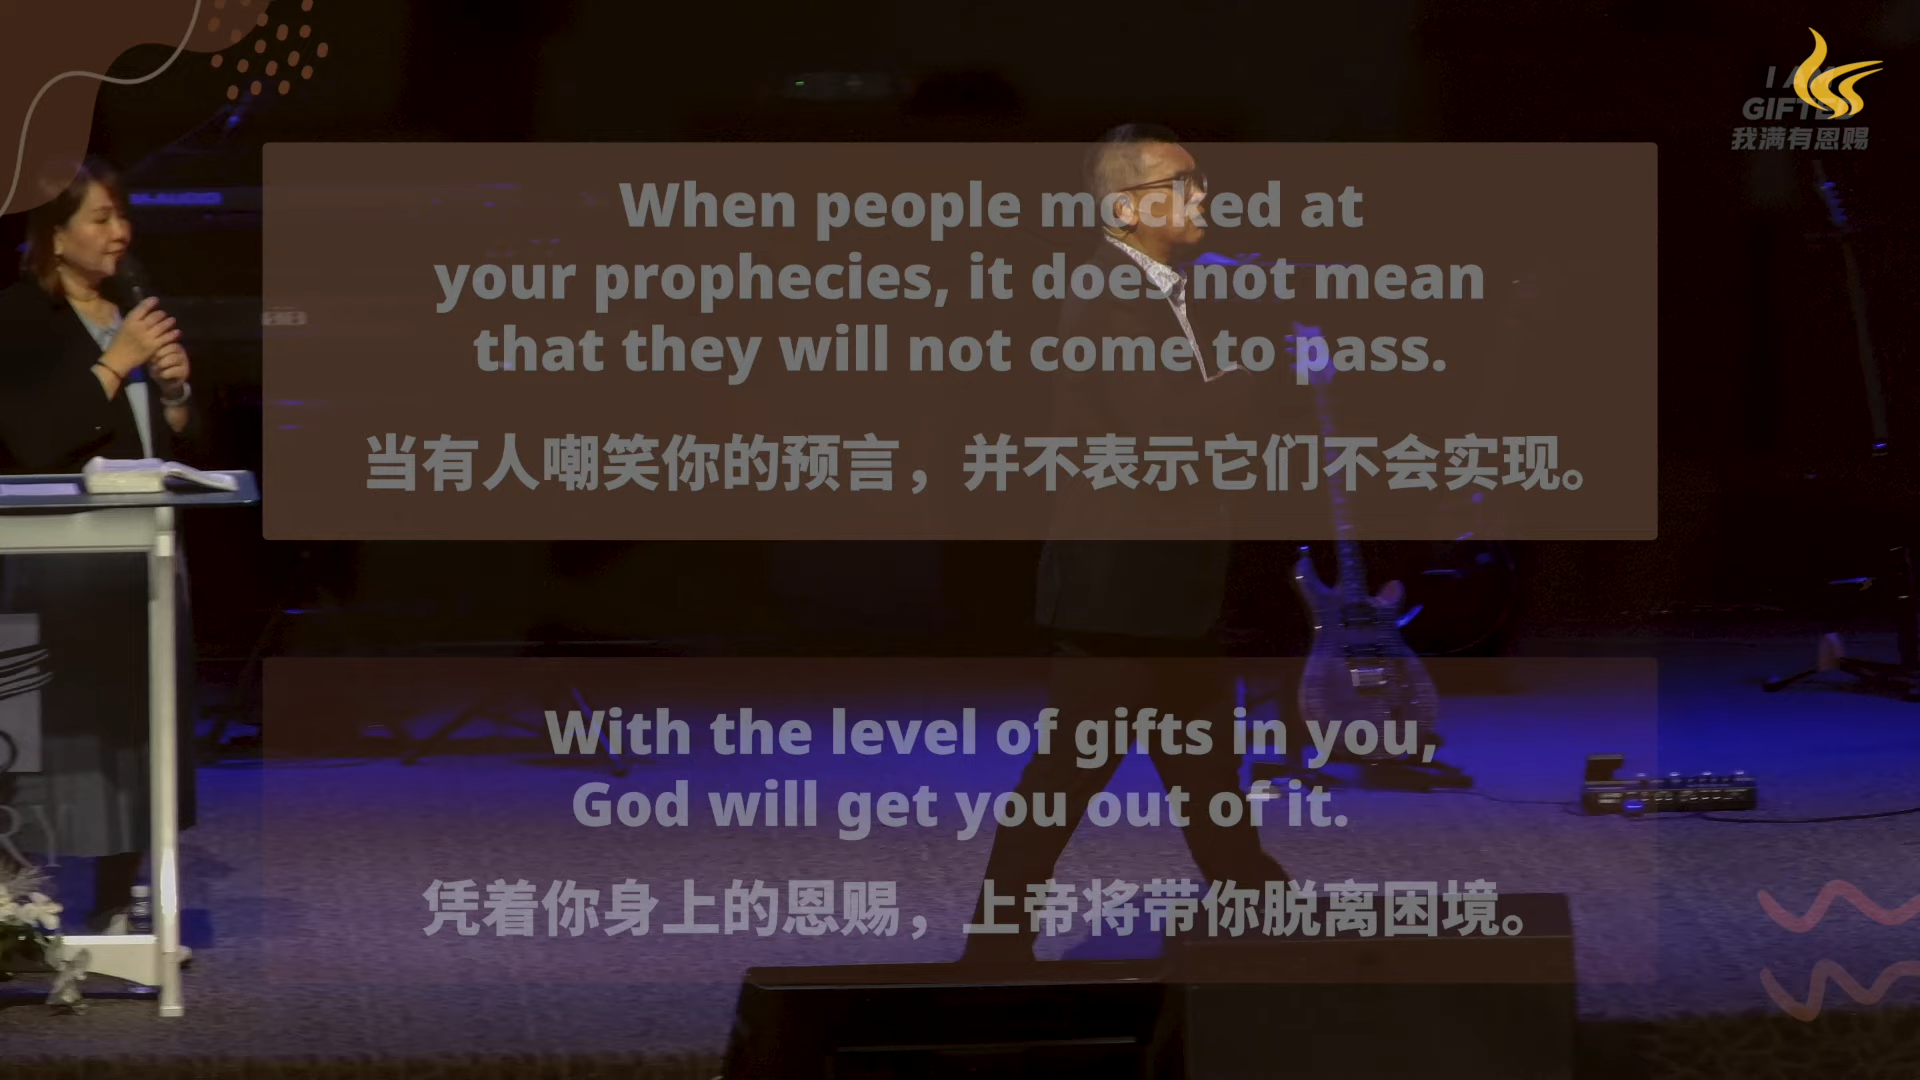 I AM
GIFTED
我满有恩赐
When people mocked at
your prophecies, it does not mean
that they will not come to pass.
当有人嘲笑你的预言，并不表示它们不会实现。
With the level of gifts in you,
God will get you out of it.
凭着你身上的恩赐，上帝将带你脱离困境。